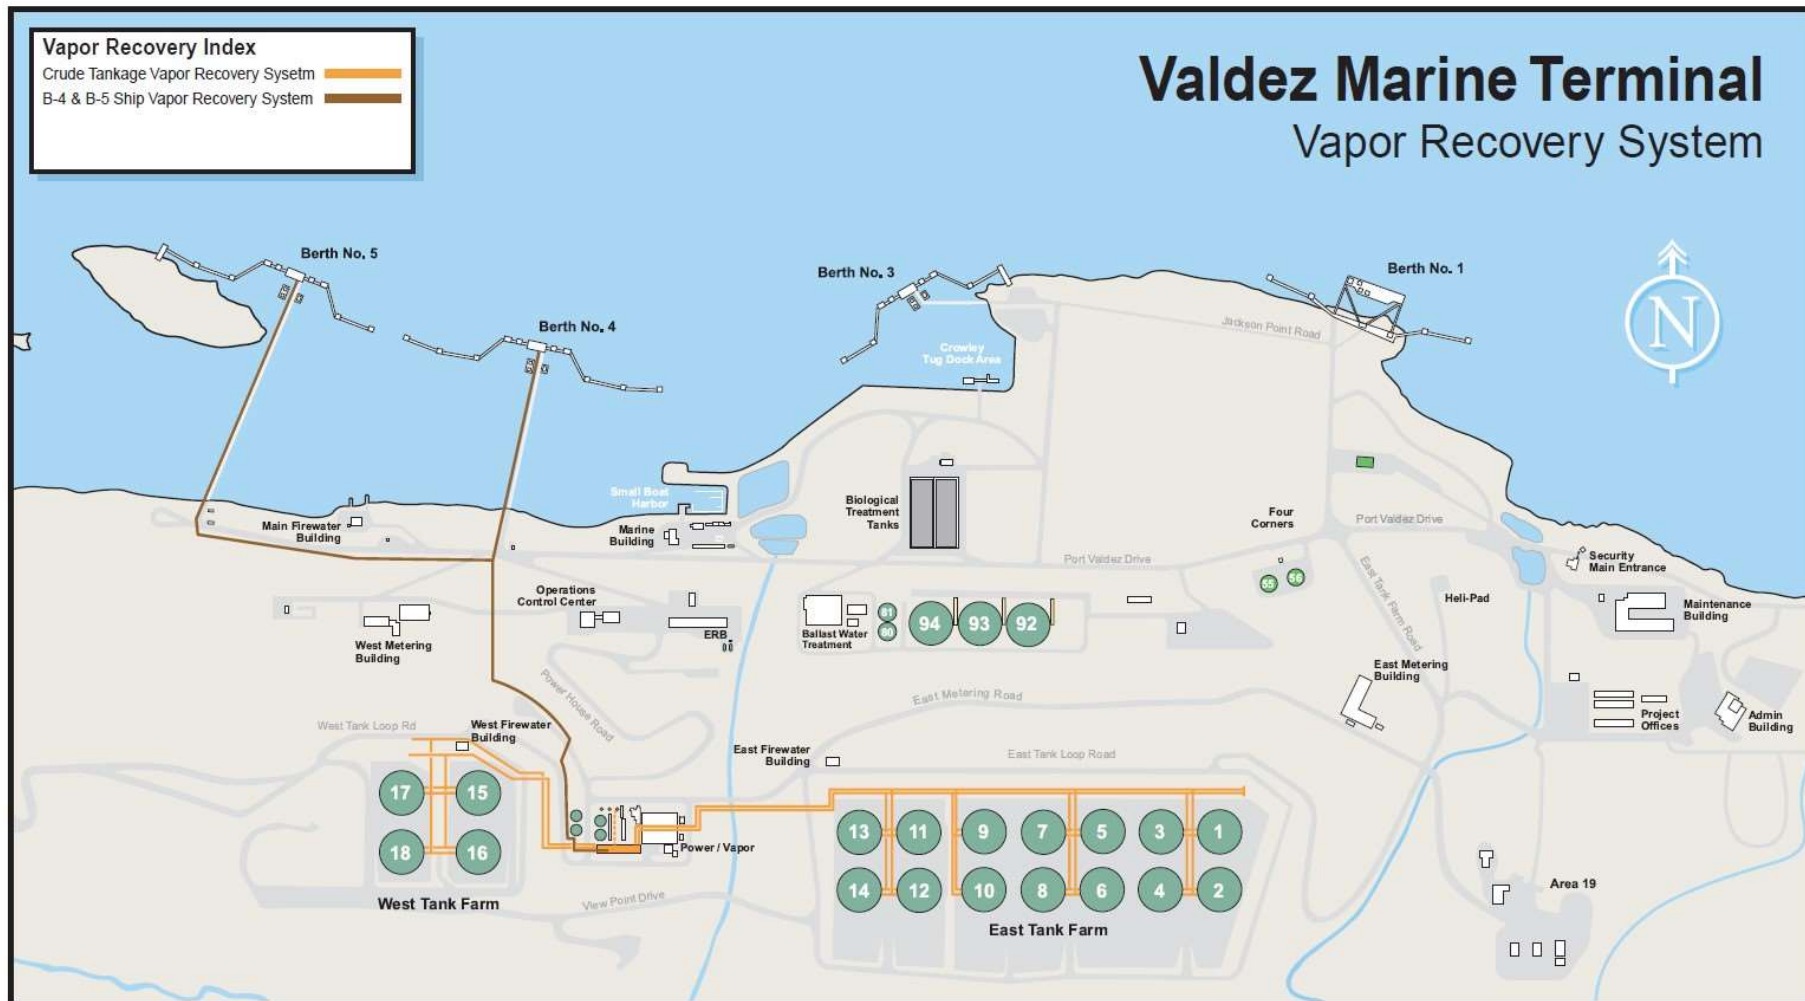 Vapor Recovery Index
Crude Tankage Vapor Recovery Sysetm
B-4 & B-5 Ship Vapor Recovery System
Valdez Marine Terminal
Vapor Recovery System
Berth No. 5
Berth No. 4
Berth No. 3
Berth No. 1
N
Jackson Point Road
Crowley
Tug Dock Area
Small Boat
Harbor
Main Firewater
Building
Marine
Building
Biological
Treatment
Tanks
Four
Corners
Port Valdez Drive
Port Valdez Drive
Security
Main Entrance
55
56
East Tank Farm Road
Heli-Pad
Maintenance
Building
Operations
Control Center
ERB
West Metering
Building
Ballast Water
Treatment
81
80
94
93
92
East Metering
Building
East Metering Road
Power House Road
Project
Offices
Admin
Building
West Tank Loop Rd
West Firewater
Building
East Firewater
Building
East Tank Loop Road
17
15
18
16
West Tank Farm
Power / Vapor
View Point Drive
13
11
9
7
5
3
1
14
12
10
8
6
4
2
East Tank Farm
Area 19